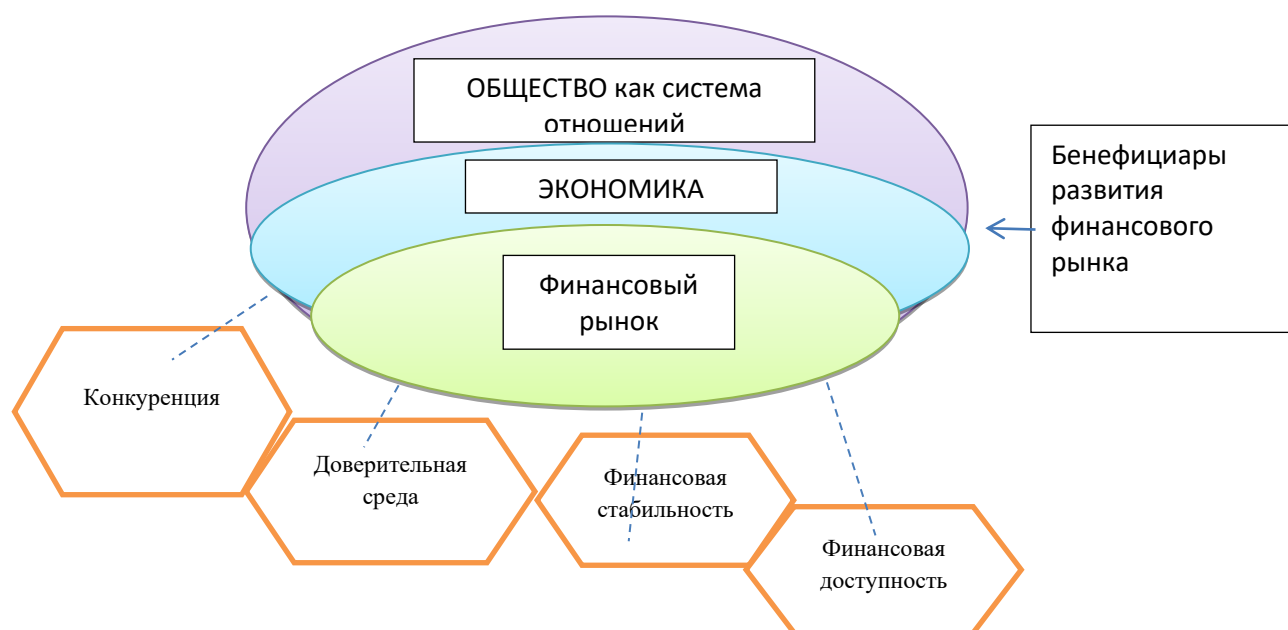 ОБЩЕСТВО как система
отношений
ЭКОНОМИКА
Финансовый
рынок
Бенефициары
развития
финансового
рынка
Конкуренция
Доверительная
среда
Финансовая
стабильность
Финансовая
доступность